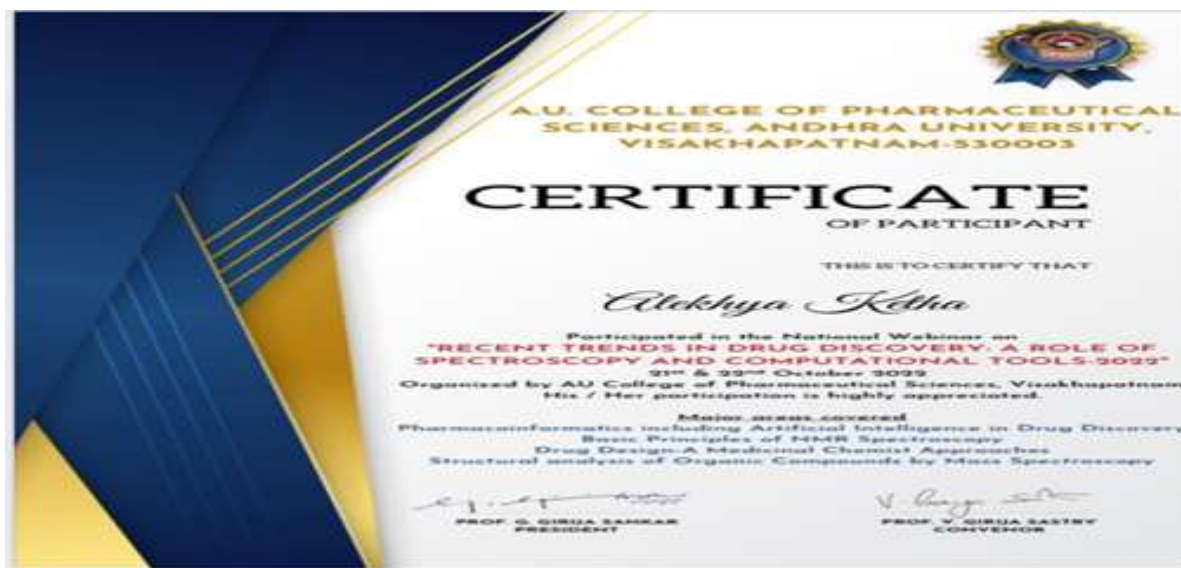 A.U. COLLEGE OF PHARMACEUTICAL
SCIENCES, ANDHRA UNIVERSITY,
VISAKHAPATNAM-530003
CERTIFICATE
OF PARTICIPANT
THIS IS TO CERTIFY THAT
Alekhya Ketha
Participated in the National Webinar on
"RECENT TRENDS IN DRUG DISCOVERY: A ROLE OF
SPECTROSCOPY AND COMPUTATIONAL TOOLS-2022"
21st & 22nd October 2022
Organised by AU College of Pharmaceutical Sciences, Visakhapatnam
His / Her participation is highly appreciated.
Major areas covered
Pharmacoinformatics including Artificial Intelligence in Drug Discovery
Basic Principles of NMR Spectroscopy
Drug Design-A Medicinal Chemist Approaches
Structural analysis of Organic Compounds by Mass Spectroscopy
PROF. G. GIRIJA SANKAR
PRESIDENT
PROF. Y. GIRIJA SASTRY
CONVENOR